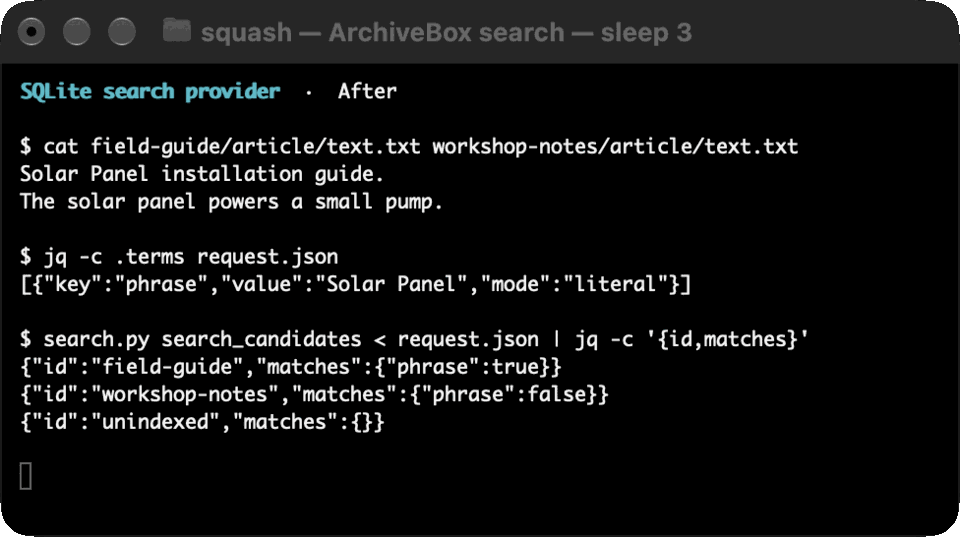 squash — ArchiveBox search — sleep 3
SQLite search provider · After
$ cat field-guide/article/text.txt workshop-notes/article/text.txt
Solar Panel installation guide.
The solar panel powers a small pump.
$ jq -c .terms request.json
[{"key":"phrase","value":"Solar Panel","mode":"literal"}]
$ search.py search_candidates < request.json | jq -c '{id,matches}'
{"id":"field-guide","matches":{"phrase":true}}
{"id":"workshop-notes","matches":{"phrase":false}}
{"id":"unindexed","matches":{}}